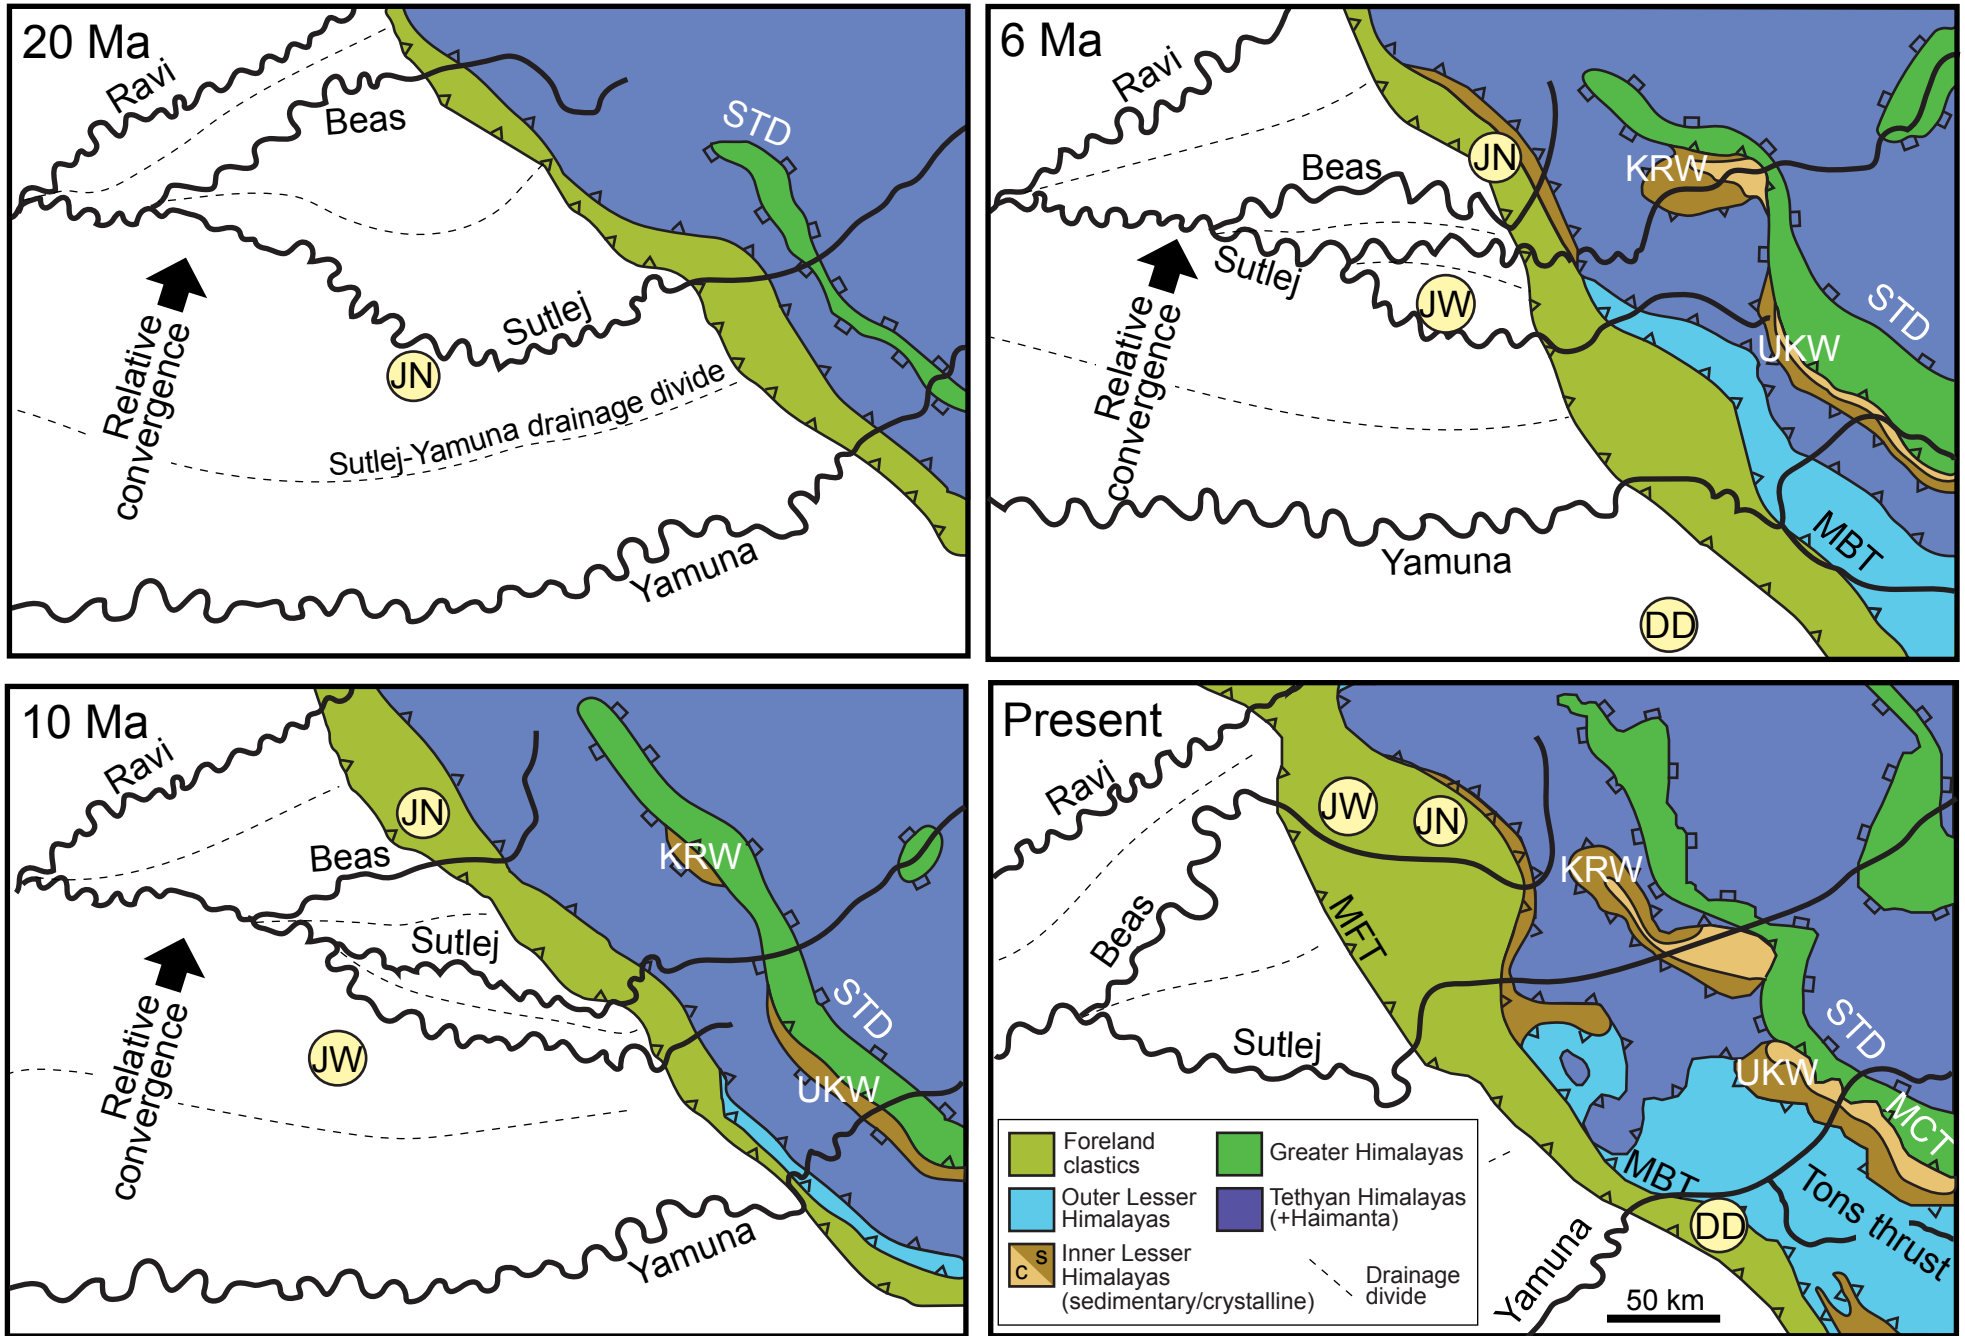 20 Ma
Ravi
Beas
STD
Sutlej
JN
Relative
convergence
Sutlej-Yamuna drainage divide
Yamuna
6 Ma
Ravi
Beas
JN
KRW
Sutlej
JW
STD
UKW
Relative
convergence
MBT
Yamuna
DD
10 Ma
Ravi
JN
Beas
KRW
Sutlej
STD
JW
UKW
Relative
convergence
Yamuna
Present
Ravi
JW
JN
KRW
Beas
MFT
STD
Sutlej
UKW
MCT
MBT
Tons thrust
DD
Yamuna
50 km
Foreland
clastics
Greater Himalayas
Outer Lesser
Himalayas
Tethyan Himalayas
(+Haimanta)
s
c
Inner Lesser
Himalayas
(sedimentary/crystalline)
Drainage
divide